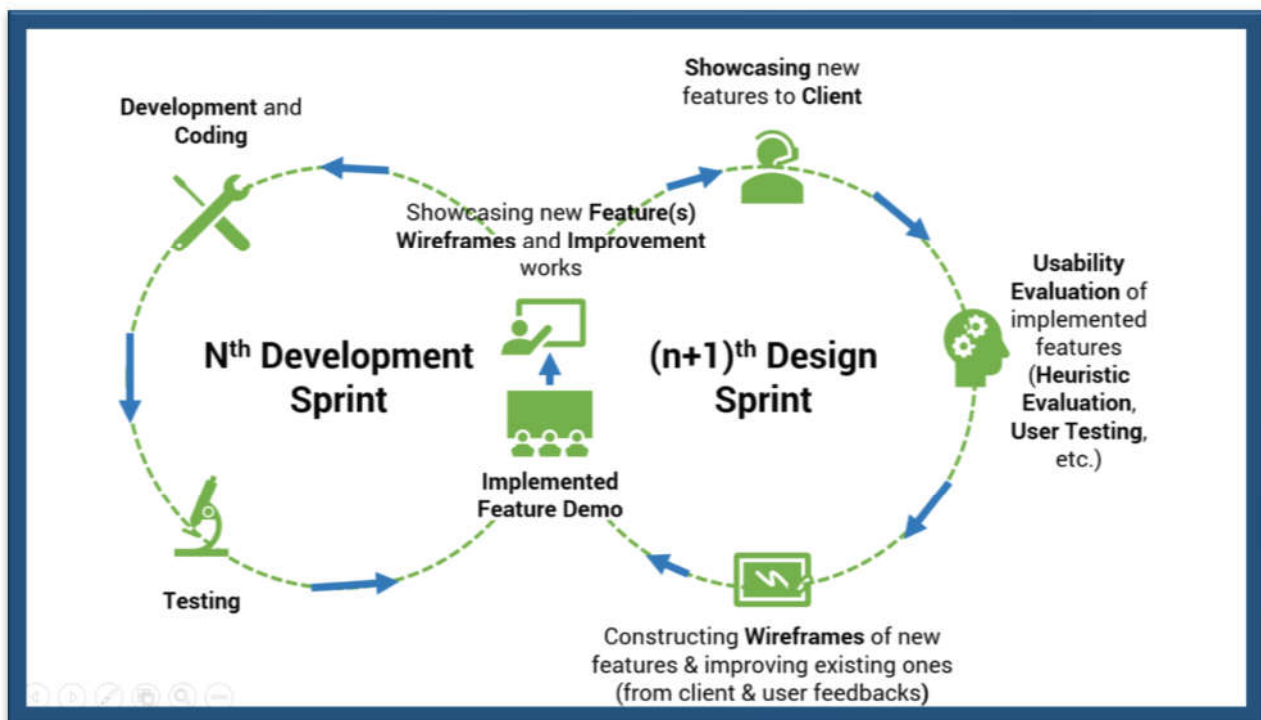 Showcasing new
features to Client
Development and
Coding
Showcasing new Feature(s)
Wireframes and Improvement
works
Usability
Evaluation of
implemented
features
(Heuristic
Evaluation,
User Testing,
etc.)
Nth Development
Sprint
(n+1)th Design
Sprint
Implemented
Feature Demo
Testing
Constructing Wireframes of new
features & improving existing ones
(from client & user feedbacks)